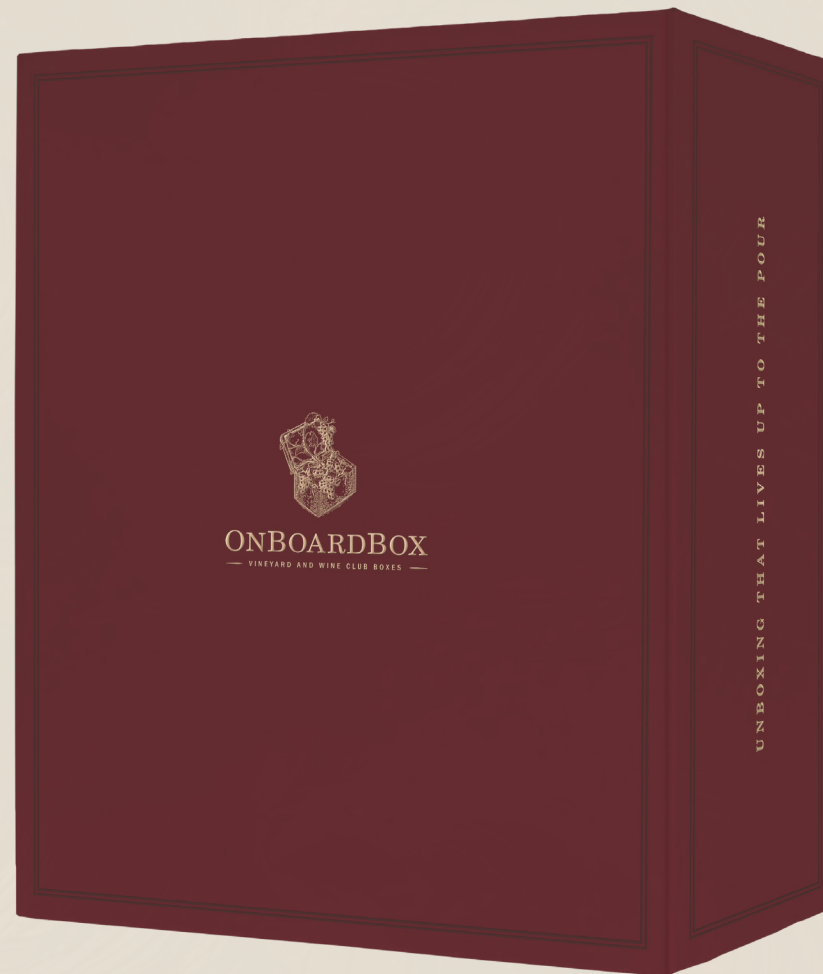 ONBOARDBOX
VINEYARD AND WINE CLUB BOXES
UNBOXING THAT LIVES UP TO THE POUR